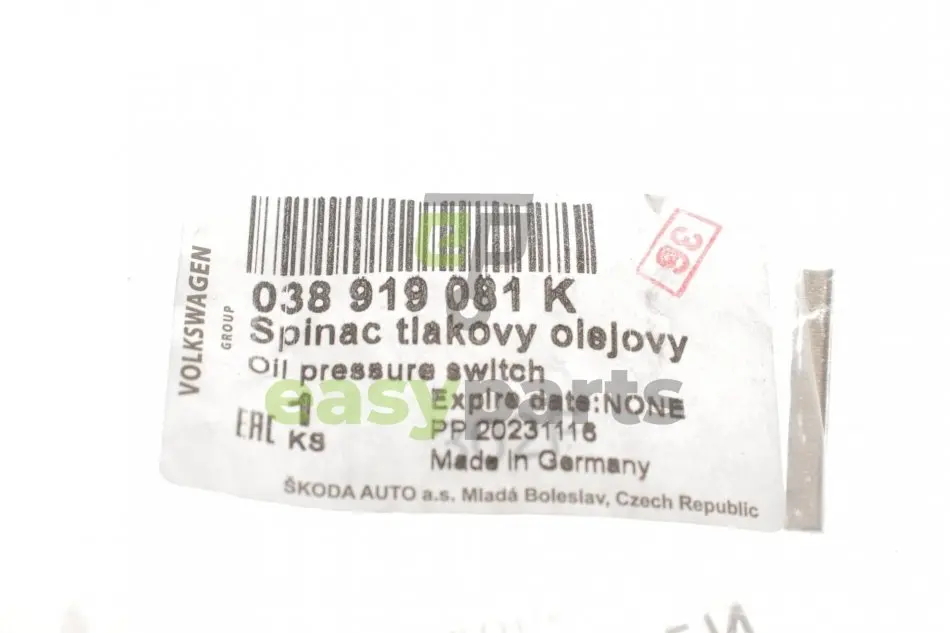 VOLKSWAGEN
GROUP
038 919 081 K
Spinac tlakovy olejovy
Oil pressure switch
1
KS
EAC
Expire date:NONE
PP 20231116
Made in Germany
ŠKODA AUTO a.s. Mladá Boleslav, Czech Republic
36
easyparts